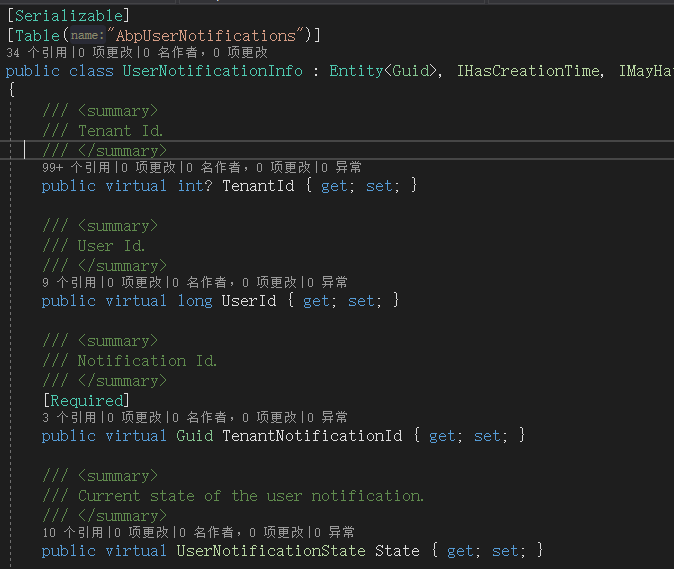 [Serializable]
[Table(name:"AbpUserNotifications")]
34 个引用|0 项更改|0 名作者，0 项更改
public class UserNotificationInfo : Entity<Guid>, IHasCreationTime, IMayHa
{
/// <summary>
/// Tenant Id.
/// </summary>
99+ 个引用|0 项更改|0 名作者，0 项更改|0 异常
public virtual int? TenantId { get; set; }
/// <summary>
/// User Id.
/// </summary>
9 个引用|0 项更改|0 名作者，0 项更改|0 异常
public virtual long UserId { get; set; }
/// <summary>
/// Notification Id.
/// </summary>
[Required]
3 个引用|0 项更改|0 名作者，0 项更改|0 异常
public virtual Guid TenantNotificationId { get; set; }
/// <summary>
/// Current state of the user notification.
/// </summary>
10 个引用|0 项更改|0 名作者，0 项更改|0 异常
public virtual UserNotificationState State { get; set; }